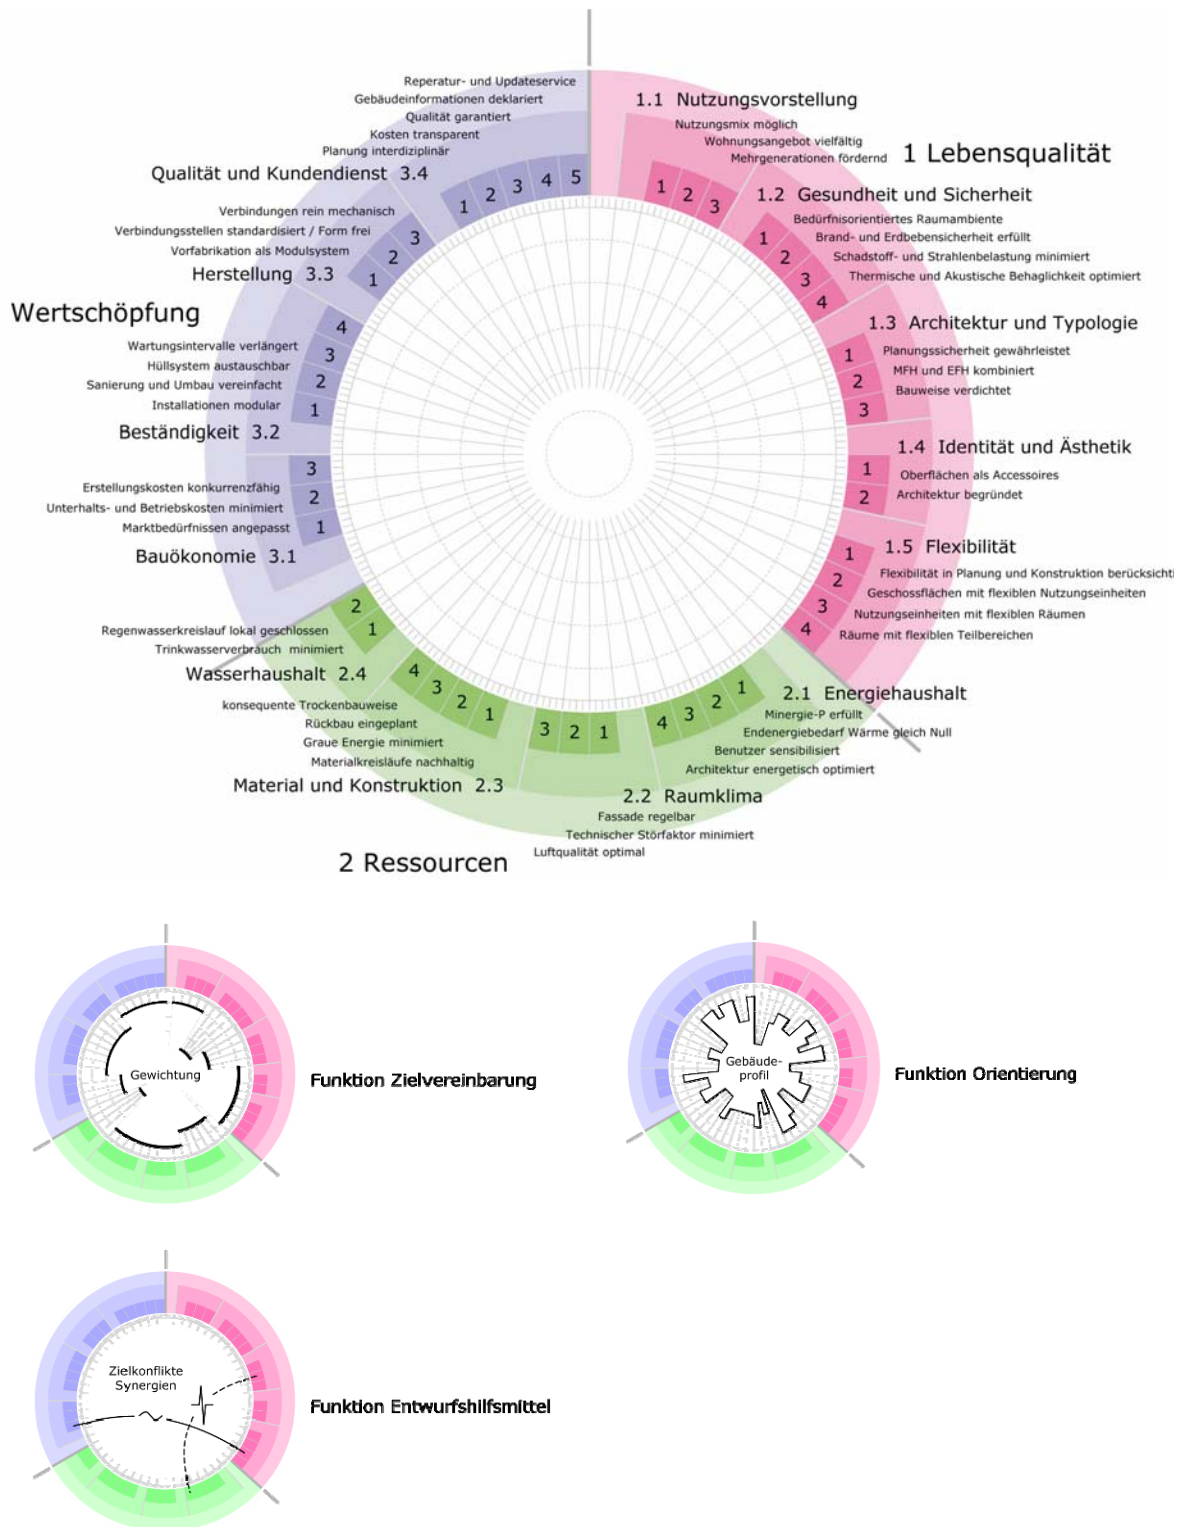 1 Lebensqualität
1.1 Nutzungsvorstellung
Nutzungsmix möglich
Wohnungsangebot vielfältig
Mehrgenerationen fördernd
1 2 3
1.2 Gesundheit und Sicherheit
Bedürfnisorientiertes Raumambiente
Brand- und Erdbebensicherheit erfüllt
Schadstoff- und Strahlenbelastung minimiert
Thermische und Akustische Behaglichkeit optimiert
1 2 3 4
1.3 Architektur und Typologie
Planungssicherheit gewährleistet
MFH und EFH kombiniert
Bauweise verdichtet
1 2 3
1.4 Identität und Ästhetik
Oberflächen als Accessoires
Architektur begründet
1 2
1.5 Flexibilität
Flexibilität in Planung und Konstruktion berücksichti
Geschossflächen mit flexiblen Nutzungseinheiten
Nutzungseinheiten mit flexiblen Räumen
Räume mit flexiblen Teilbereichen
1 2 3 4
2 Ressourcen
2.1 Energiehaushalt
Minergie-P erfüllt
Endenergiebedarf Wärme gleich Null
Benutzer sensibilisiert
Architektur energetisch optimiert
4 3 2 1
2.2 Raumklima
Fassade regelbar
Technischer Störfaktor minimiert
Luftqualität optimal
3 2 1
Material und Konstruktion 2.3
konsequente Trockenbauweise
Rückbau eingeplant
Graue Energie minimiert
Materialkreisläufe nachhaltig
4 3 2 1
Wasserhaushalt 2.4
Regenwasserkreislauf lokal geschlossen
Trinkwasserverbrauch minimiert
2 1
Wertschöpfung
Bauökonomie 3.1
Erstellungskosten konkurrenzfähig
Unterhalts- und Betriebskosten minimiert
Marktbedürfnissen angepasst
3 2 1
Beständigkeit 3.2
Wartungsintervalle verlängert
Hüllsystem austauschbar
Sanierung und Umbau vereinfacht
Installationen modular
4 3 2 1
Herstellung 3.3
Verbindungen rein mechanisch
Verbindungsstellen standardisiert / Form frei
Vorfabrikation als Modulsystem
3 2 1
Qualität und Kundendienst 3.4
Reperatur- und Updateservice
Gebäudeinformationen deklariert
Qualität garantiert
Kosten transparent
Planung interdiziplinär
1 2 3 4 5
Gewichtung
Funktion Zielvereinbarung
Gebäude-
profil
Funktion Orientierung
Zielkonflikte
Synergien
Funktion Entwurfshilfsmittel